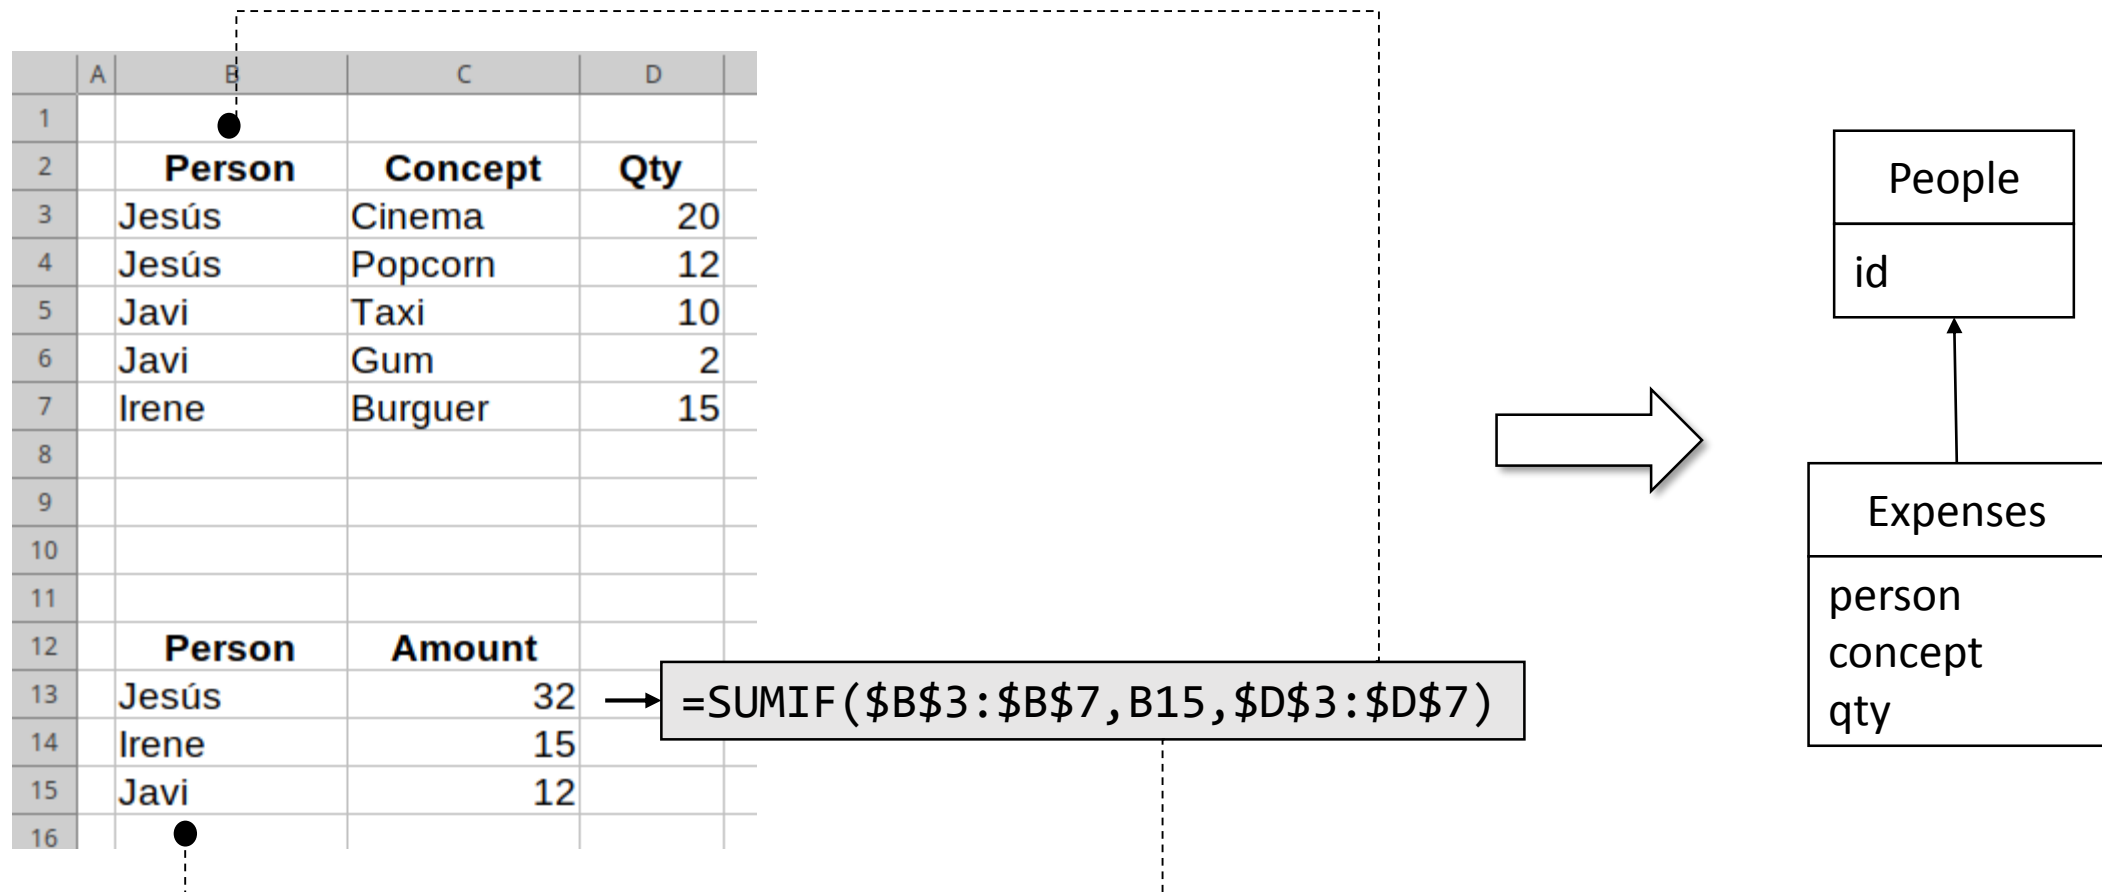 A B C D
1
2 Person Concept Qty
3 Jesús Cinema 20
4 Jesús Popcorn 12
5 Javi Taxi 10
6 Javi Gum 2
7 Irene Burguer 15
8
9
10
11
12 Person Amount
13 Jesús 32
14 Irene 15
15 Javi 12
16
=SUMIF($B$3:$B$7,B15,$D$3:$D$7)
People
id
Expenses
person
concept
qty